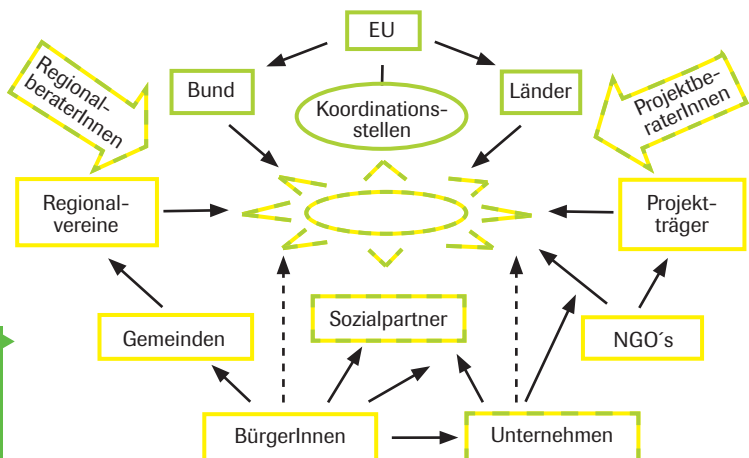 EU
Regional-
beraterInnen
Bund
Koordinations-
stellen
Länder
Projektbe-
raterInnen
Regional-
vereine
Projekt-
träger
Gemeinden
Sozialpartner
NGO´s
BürgerInnen
Unternehmen